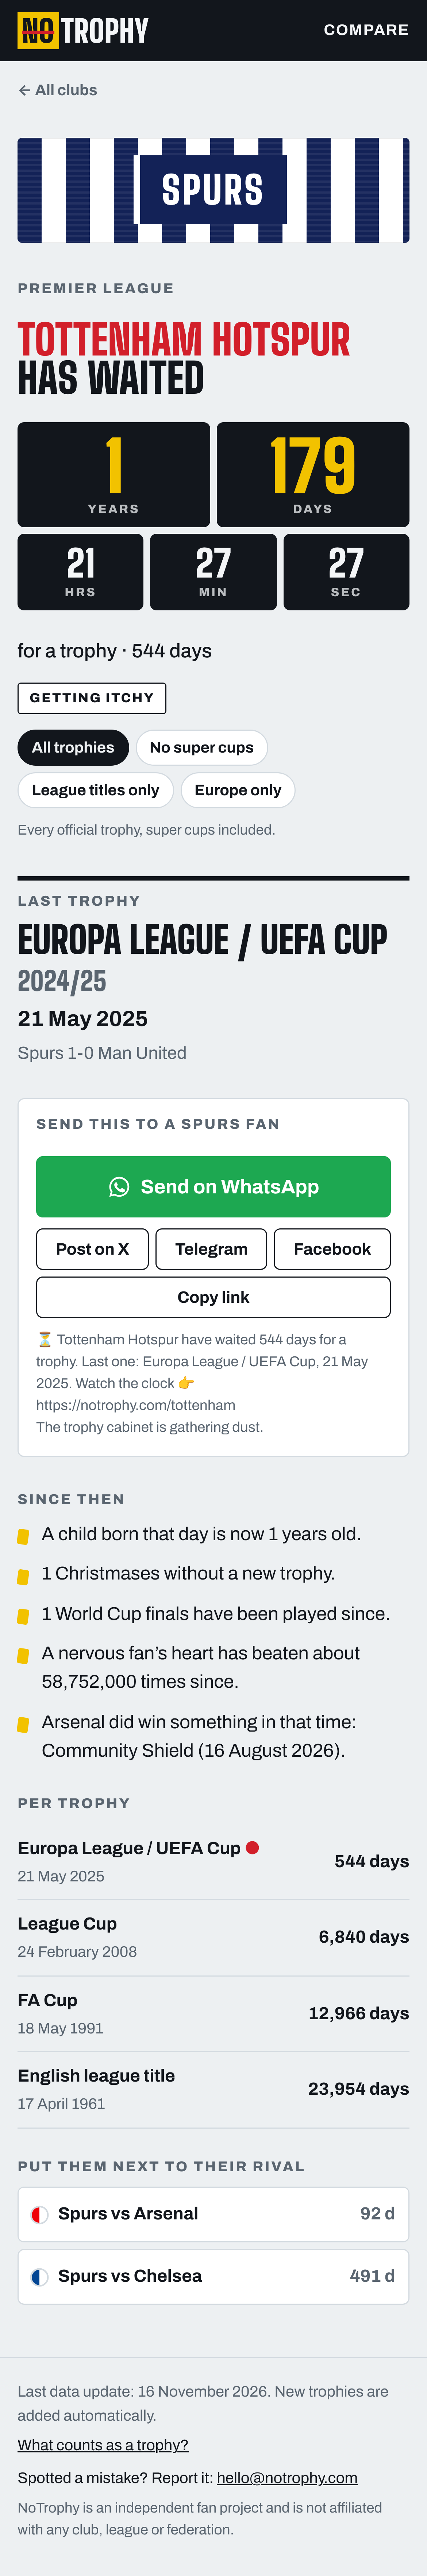 NO TROPHY
COMPARE
← All clubs
SPURS
PREMIER LEAGUE
TOTTENHAM HOTSPUR
HAS WAITED
1
YEARS
179
DAYS
21
HRS
27
MIN
27
SEC
for a trophy · 544 days
GETTING ITCHY
All trophies
No super cups
League titles only
Europe only
Every official trophy, super cups included.
LAST TROPHY
EUROPA LEAGUE / UEFA CUP
2024/25
21 May 2025
Spurs 1-0 Man United
SEND THIS TO A SPURS FAN
Send on WhatsApp
Post on X
Telegram
Facebook
Copy link
⏳ Tottenham Hotspur have waited 544 days for a
trophy. Last one: Europa League / UEFA Cup, 21 May
2025. Watch the clock 👉
https://notrophy.com/tottenham
The trophy cabinet is gathering dust.
SINCE THEN
A child born that day is now 1 years old.
1 Christmases without a new trophy.
1 World Cup finals have been played since.
A nervous fan’s heart has beaten about
58,752,000 times since.
Arsenal did win something in that time:
Community Shield (16 August 2026).
PER TROPHY
Europa League / UEFA Cup
21 May 2025
544 days
League Cup
24 February 2008
6,840 days
FA Cup
18 May 1991
12,966 days
English league title
17 April 1961
23,954 days
PUT THEM NEXT TO THEIR RIVAL
Spurs vs Arsenal
92 d
Spurs vs Chelsea
491 d
Last data update: 16 November 2026. New trophies are
added automatically.
What counts as a trophy?
Spotted a mistake? Report it: hello@notrophy.com
NoTrophy is an independent fan project and is not affiliated
with any club, league or federation.